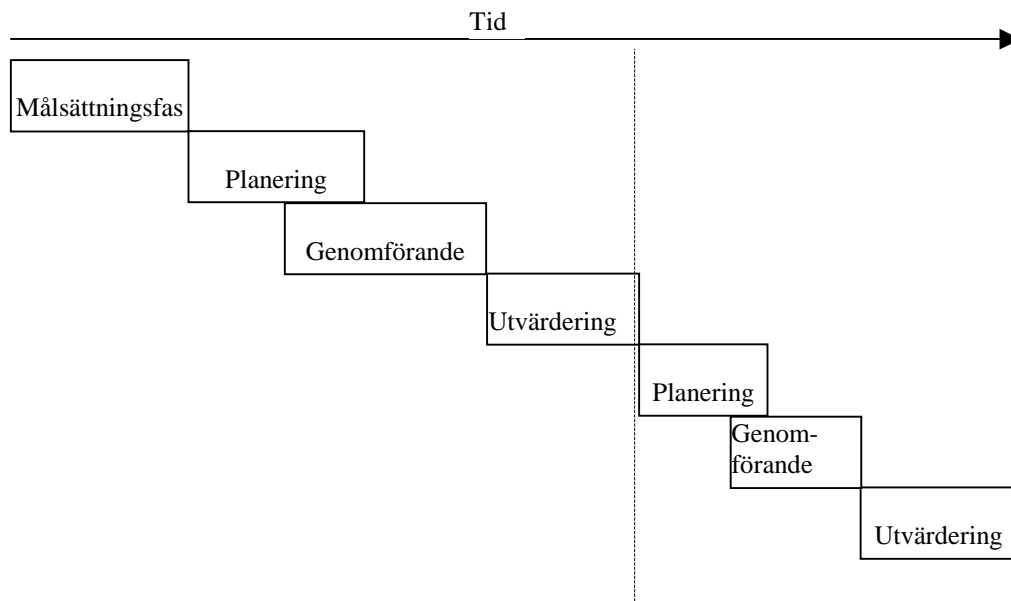 Tid
Målsättningsfas
Planering
Genomförande
Utvärdering
Planering
Genom-
förande
Utvärdering